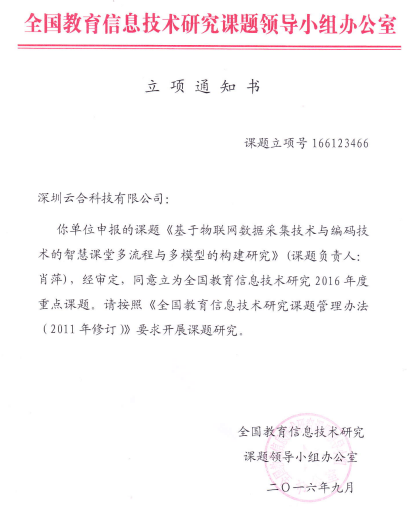 全国教育信息技术研究课题领导小组办公室
立项通知书
课题立项号 166123466
深圳云合科技有限公司：
你单位申报的课题《基于物联网数据采集技术与编码技
术的智慧课堂多流程与多模型的构建研究》(课题负责人：
肖萍)，经审定，同意立为全国教育信息技术研究 2016 年度
重点课题。请按照《全国教育信息技术研究课题管理办法
（2011 年修订）》要求开展课题研究。
全国教育信息技术研究
课题领导小组办公室
二〇一六年九月